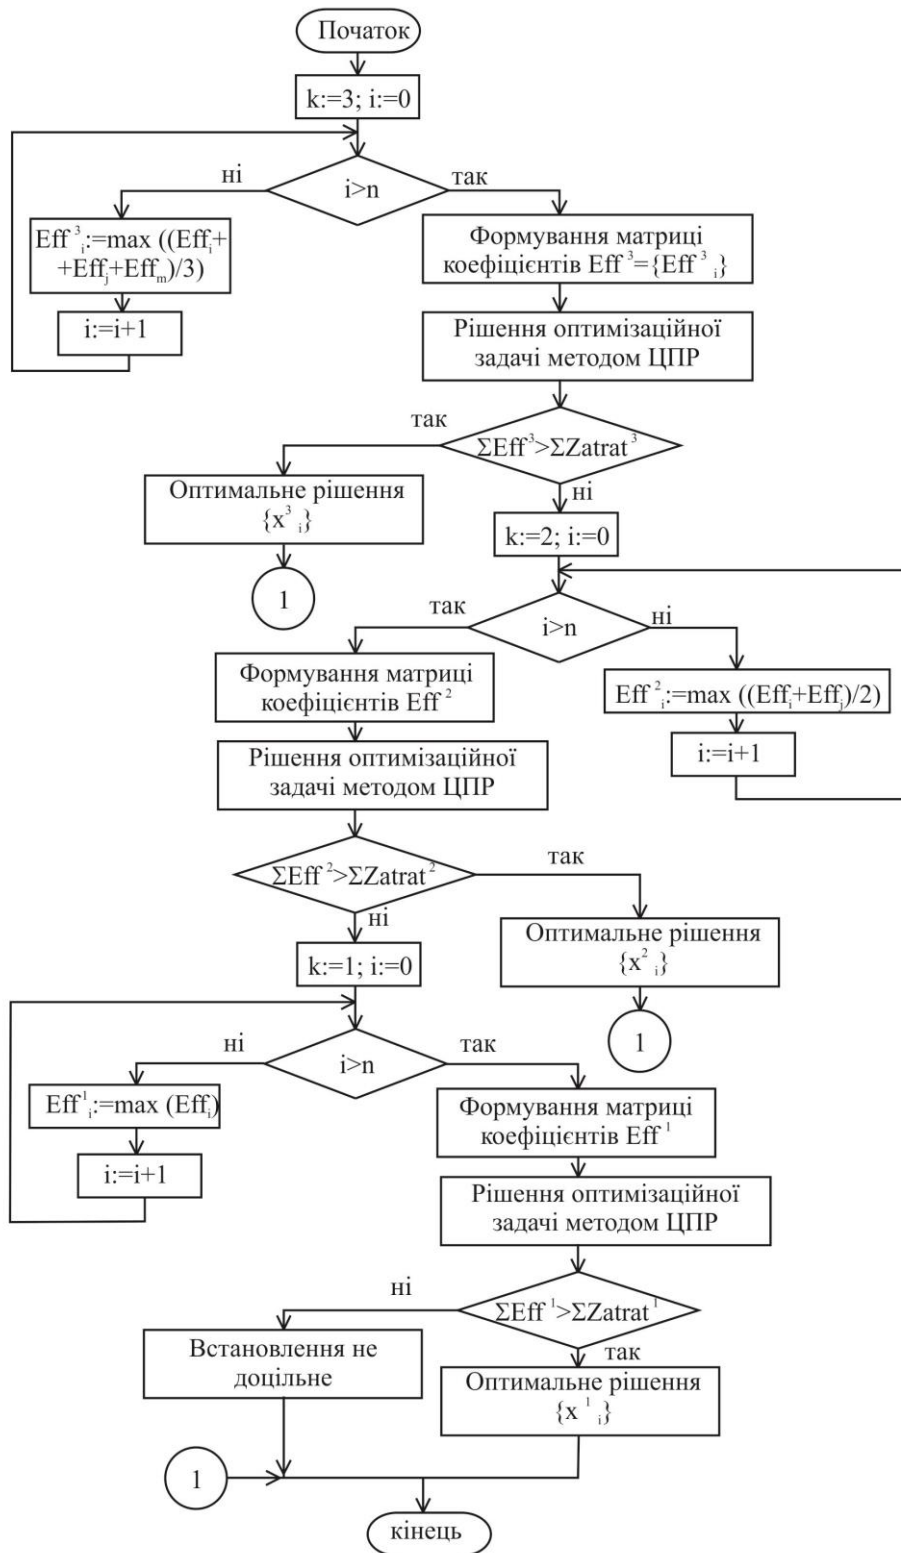 Початок
k:=3; i:=0
ні
i>n
так
Eff³ᵢ:=max ((Effᵢ+
+Effⱼ+Effₘ)/3)
i:=i+1
Формування матриці
коефіцієнтів Eff³={Eff³ᵢ}
Рішення оптимізаційної
задачі методом ЦПР
так
ΣEff³>ΣZatrat³
ні
Оптимальне рішення
{x³ᵢ}
1
k:=2; i:=0
так
i>n
ні
Формування матриці
коефіцієнтів Eff²
Eff²ᵢ:=max ((Effᵢ+Effⱼ)/2)
i:=i+1
Рішення оптимізаційної
задачі методом ЦПР
ΣEff²>ΣZatrat²
так
ні
Оптимальне рішення
{x²ᵢ}
1
k:=1; i:=0
ні
i>n
так
Eff¹ᵢ:=max (Effᵢ)
i:=i+1
Формування матриці
коефіцієнтів Eff¹
Рішення оптимізаційної
задачі методом ЦПР
ні
ΣEff¹>ΣZatrat¹
так
Встановлення не
доцільне
Оптимальне рішення
{x¹ᵢ}
1
кінець